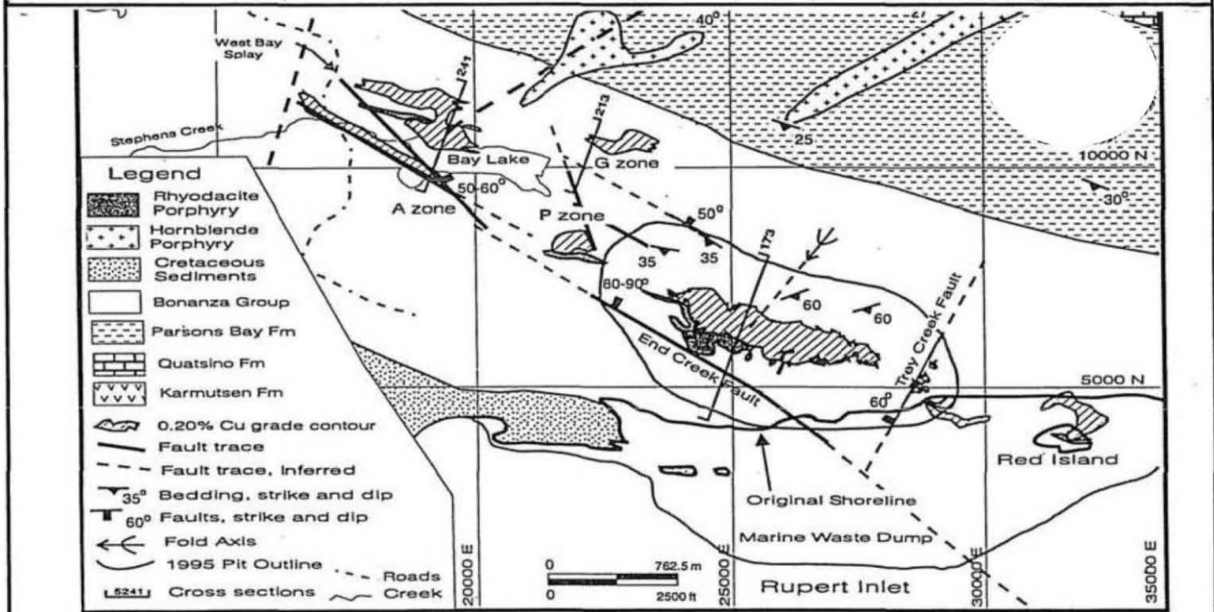 40°
West Bay
Splay
241
213
Stephens Creek
25
10000 N
Bay Lake
G zone
50-60°
30°
A zone
P zone
50°
173
35
35
80-90°
60
60
End Creek Fault
Trey Creek Fault
5000 N
60°
Red Island
Original Shoreline
Marine Waste Dump
Rupert Inlet
20000 E
25000 E
30000 E
35000 E
0 762.5 m
0 2500 ft
Legend
Rhyodacite
Porphyry
Hornblende
Porphyry
Cretaceous
Sediments
Bonanza Group
Parsons Bay Fm
Quatsino Fm
Karmutsen Fm
0.20% Cu grade contour
Fault trace
Fault trace, Inferred
35° Bedding, strike and dip
60° Faults, strike and dip
Fold Axis
1995 Pit Outline
Roads
5241 Cross sections
Creek